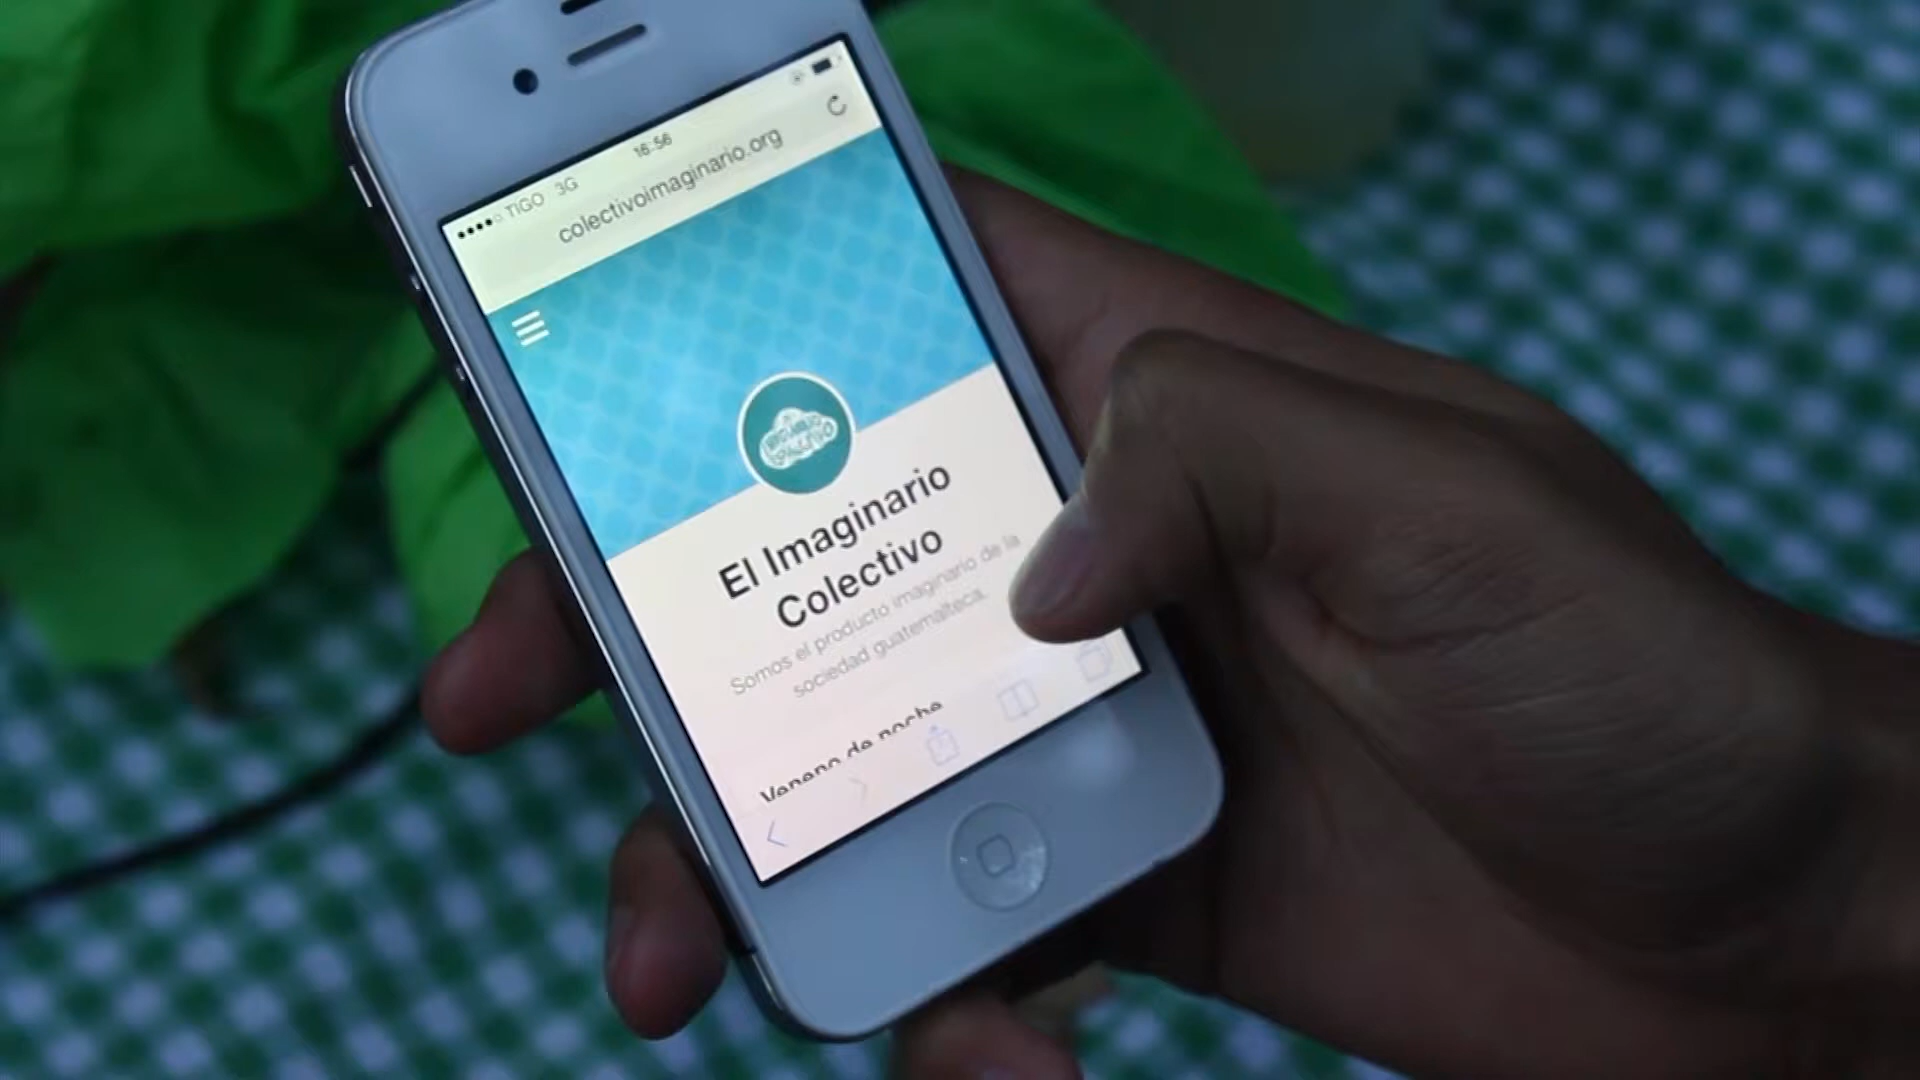 TIGO 3G 16:56
colectivoimaginario.org
El Imaginario
Colectivo
Somos el producto imaginario de la
sociedad guatemalteca.
Veneno de noche